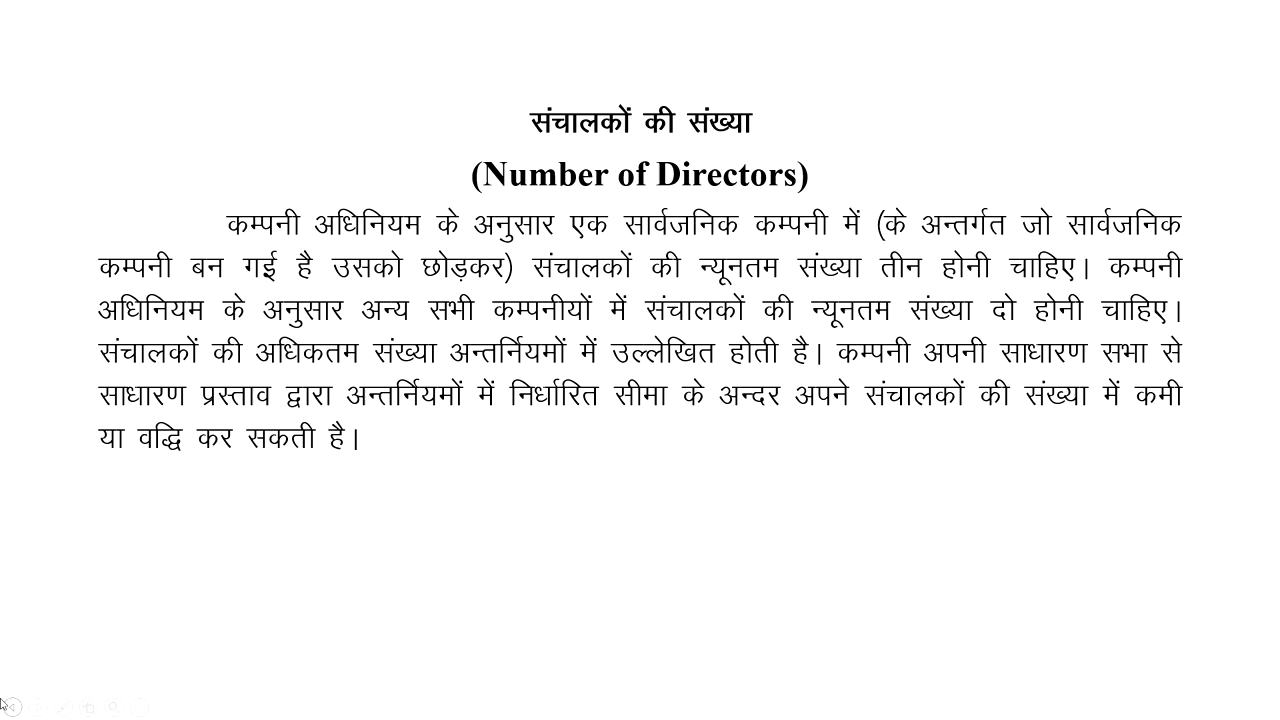 संचालकों की संख्या
(Number of Directors)
कम्पनी अधिनियम के अनुसार एक सार्वजनिक कम्पनी में (के अन्तर्गत जो सार्वजनिक
कम्पनी बन गई है उसको छोड़कर) संचालकों की न्यूनतम संख्या तीन होनी चाहिए। कम्पनी
अधिनियम के अनुसार अन्य सभी कम्पनीयों में संचालकों की न्यूनतम संख्या दो होनी चाहिए।
संचालकों की अधिकतम संख्या अन्तर्नियमों में उल्लेखित होती है। कम्पनी अपनी साधारण सभा से
साधारण प्रस्ताव द्वारा अन्तर्नियमों में निर्धारित सीमा के अन्दर अपने संचालकों की संख्या में कमी
या वद्धि कर सकती है।